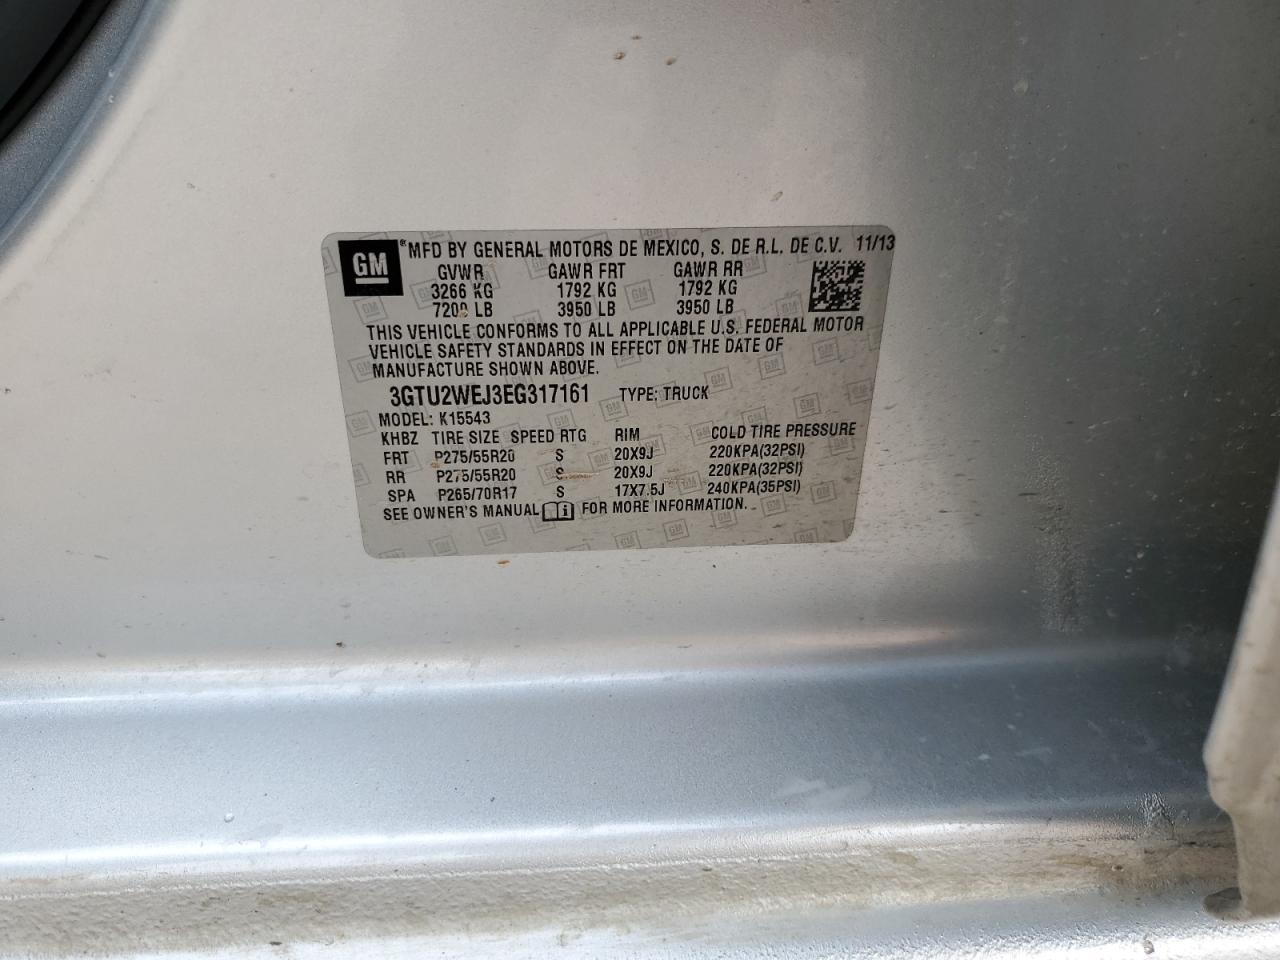 GM ® MFD BY GENERAL MOTORS DE MEXICO, S. DE R.L. DE C.V. 11/13
GVWR GAWR FRT GAWR RR
3266 KG 1792 KG 1792 KG
7200 LB 3950 LB 3950 LB
THIS VEHICLE CONFORMS TO ALL APPLICABLE U.S. FEDERAL MOTOR
VEHICLE SAFETY STANDARDS IN EFFECT ON THE DATE OF
MANUFACTURE SHOWN ABOVE.
3GTU2WEJ3EG317161 TYPE: TRUCK
MODEL: K15543
KHBZ TIRE SIZE SPEED RTG RIM COLD TIRE PRESSURE
FRT P275/55R20 S 20X9J 220KPA(32PSI)
RR P275/55R20 S 20X9J 220KPA(32PSI)
SPA P265/70R17 S 17X7.5J 240KPA(35PSI)
SEE OWNER'S MANUAL i FOR MORE INFORMATION.